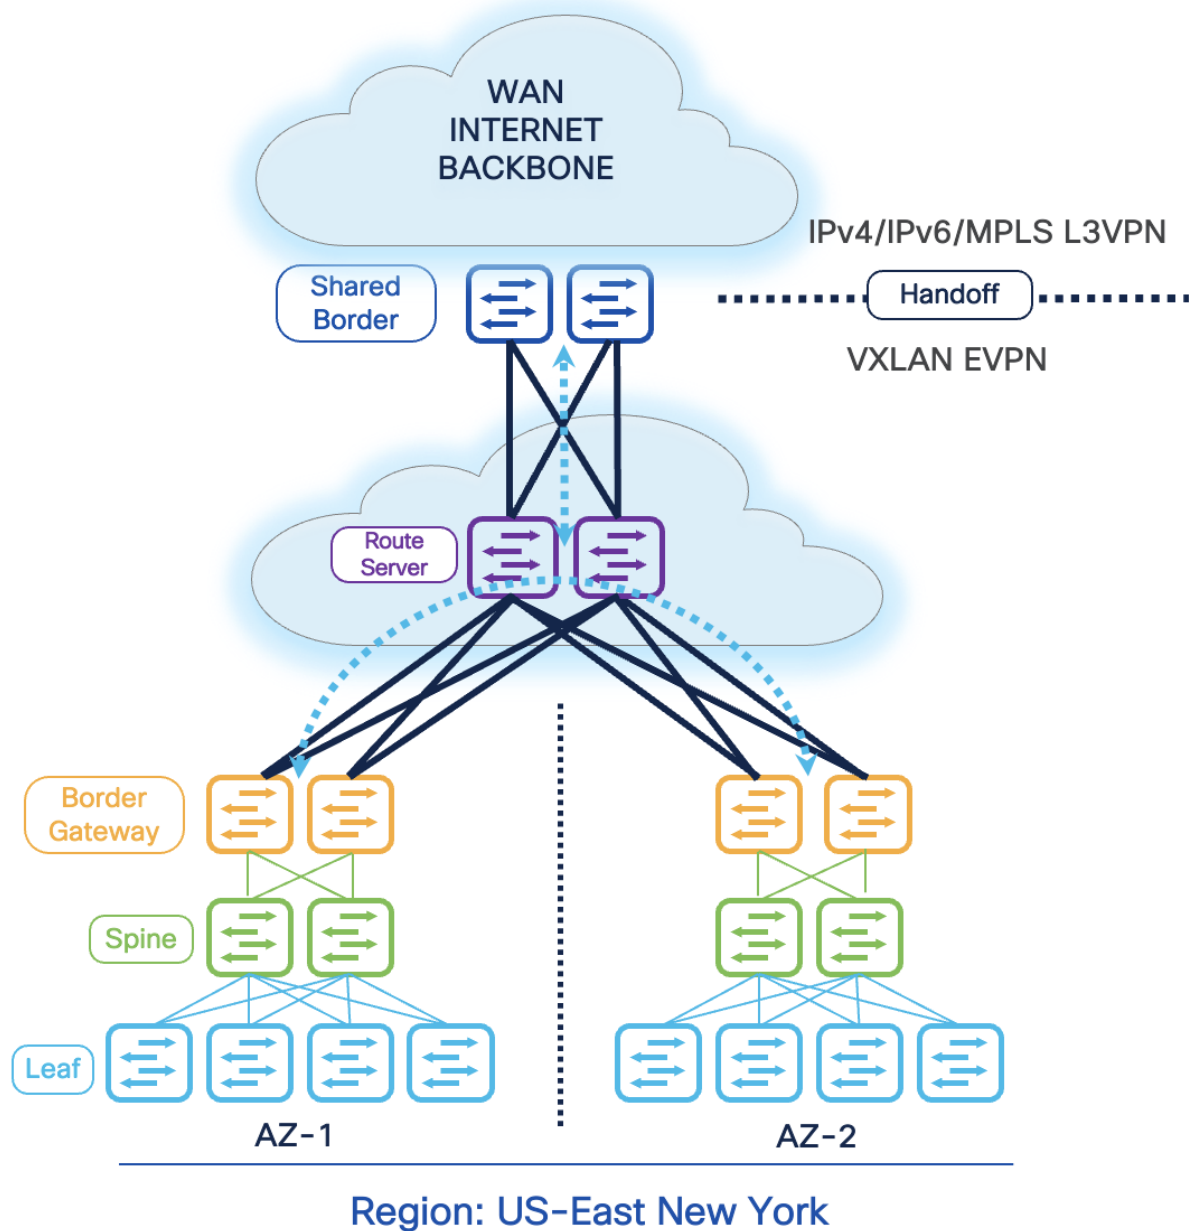 WAN
INTERNET
BACKBONE
IPv4/IPv6/MPLS L3VPN
Shared
Border
Handoff
VXLAN EVPN
Route
Server
Border
Gateway
Spine
Leaf
AZ-1
AZ-2
Region: US-East New York